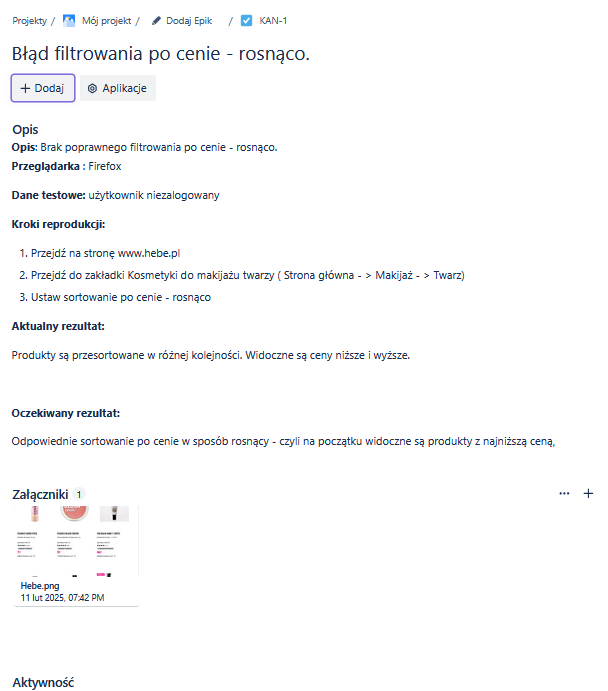 Projekty / Mój projekt / Dodaj Epik / KAN-1
Błąd filtrowania po cenie - rosnąco.
+ Dodaj Aplikacje
Opis
Opis: Brak poprawnego filtrowania po cenie - rosnąco.
Przeglądarka : Firefox
Dane testowe: użytkownik niezalogowany
Kroki reprodukcji:
1. Przejdź na stronę www.hebe.pl
2. Przejdź do zakładki Kosmetyki do makijażu twarzy ( Strona główna - > Makijaż - > Twarz)
3. Ustaw sortowanie po cenie - rosnąco
Aktualny rezultat:
Produkty są przesortowane w różnej kolejności. Widoczne są ceny niższe i wyższe.
Oczekiwany rezultat:
Odpowiednie sortowanie po cenie w sposób rosnący - czyli na początku widoczne są produkty z najniższą ceną,
Załączniki 1
Hebe.png
11 lut 2025, 07:42 PM
Aktywność